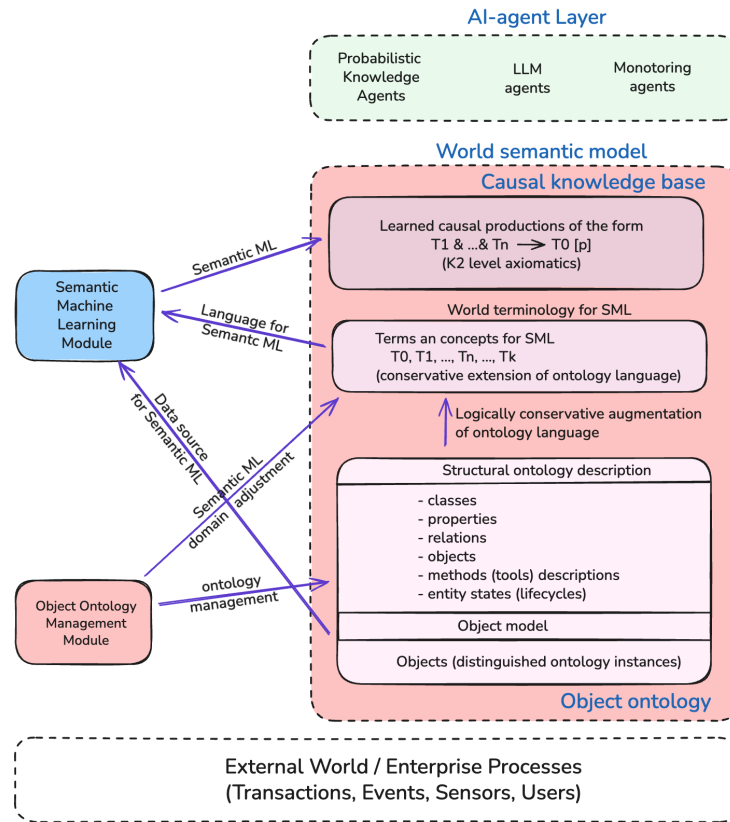 AI-agent Layer
Probabilistic
Knowledge
Agents
LLM
agents
Monotoring
agents
World semantic model
Causal knowledge base
Learned causal productions of the form
T1 & ...& Tn → T0 [p]
(K2 level axiomatics)
Semantic ML
Semantic
Machine
Learning
Module
Language for
Semantc ML
World terminology for SML
Terms an concepts for SML
T0, T1, ..., Tn, ..., Tk
(conservative extension of ontology language)
Data source
for Semantic ML
Logically conservative augmentation
of ontology language
Semantic ML
domain adjustment
Structural ontology description
- classes
- properties
- relations
- objects
- methods (tools) descriptions
- entity states (lifecycles)
Object Ontology
Management
Module
ontology
management
Object model
Objects (distinguished ontology instances)
Object ontology
External World / Enterprise Processes
(Transactions, Events, Sensors, Users)